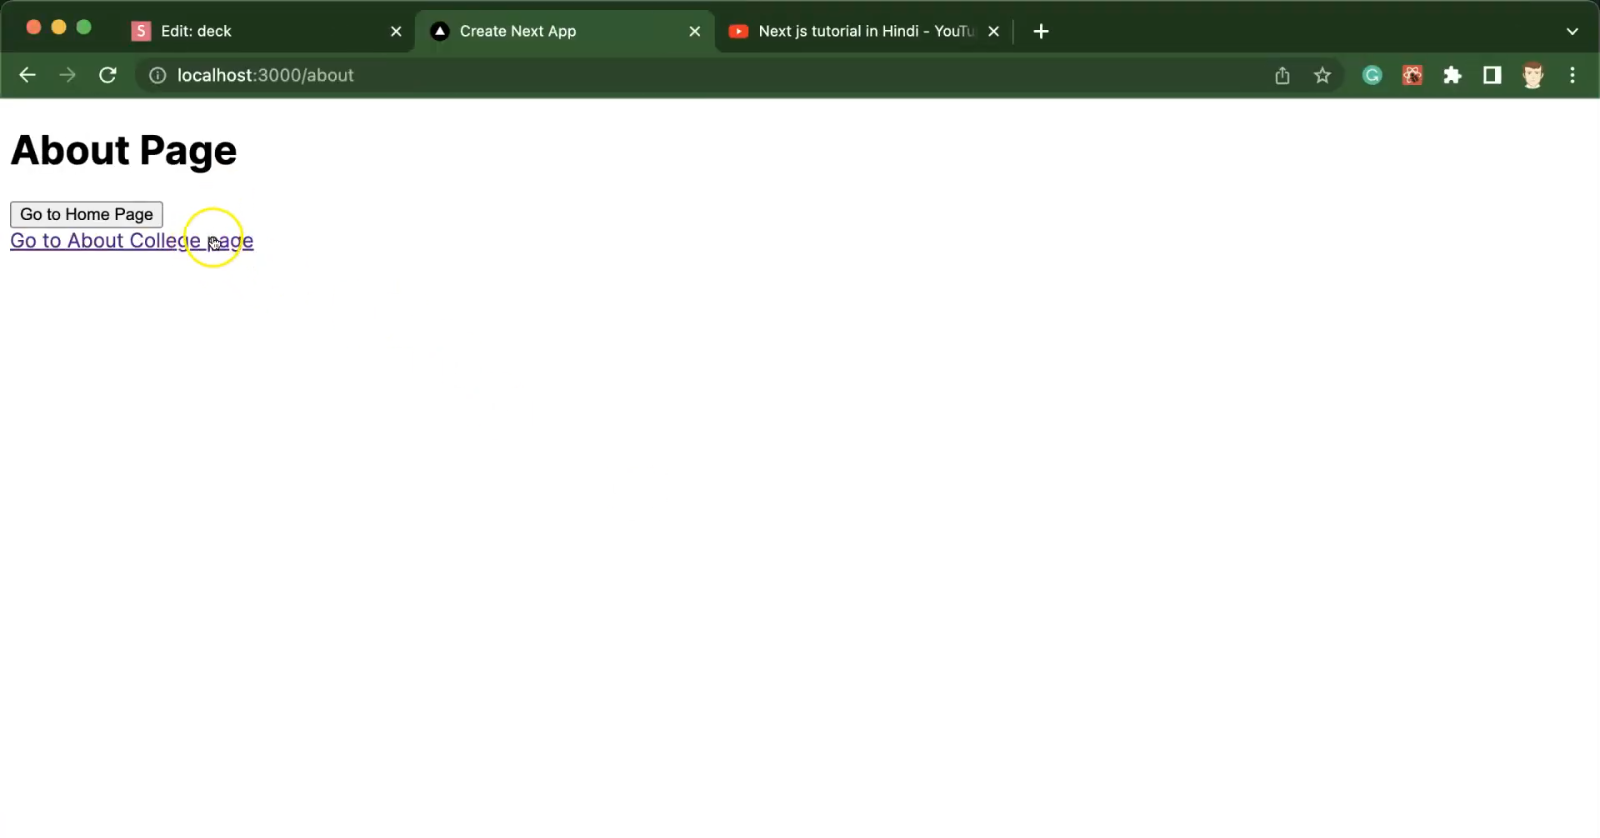 S Edit: deck
Create Next App
Next js tutorial in Hindi - YouTu
localhost:3000/about
About Page
Go to Home Page
Go to About College page